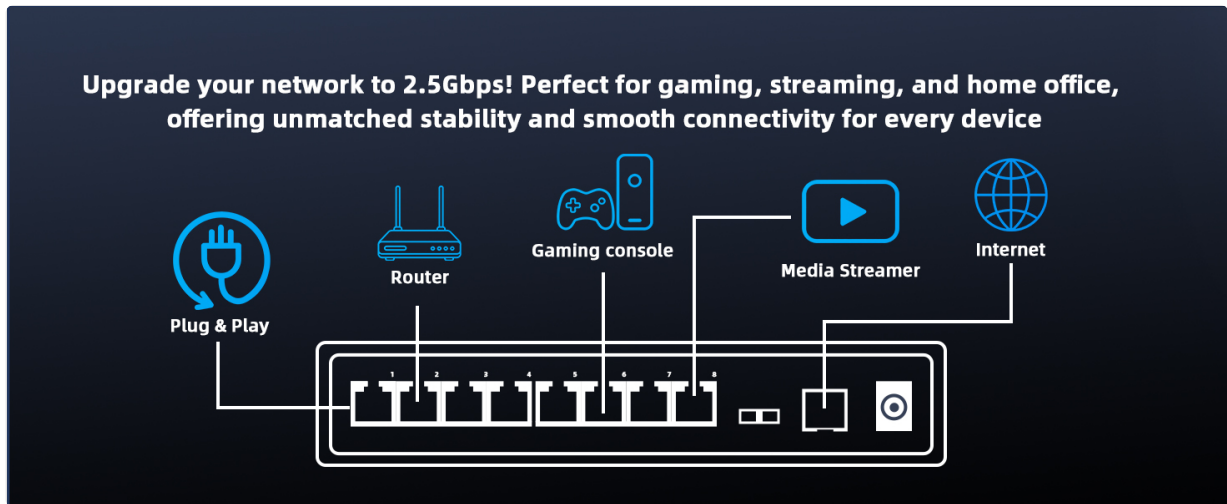 Upgrade your network to 2.5Gbps! Perfect for gaming, streaming, and home office,
offering unmatched stability and smooth connectivity for every device
Plug & Play
Router
Gaming console
Media Streamer
Internet
1 2 3 4 5 6 7 8